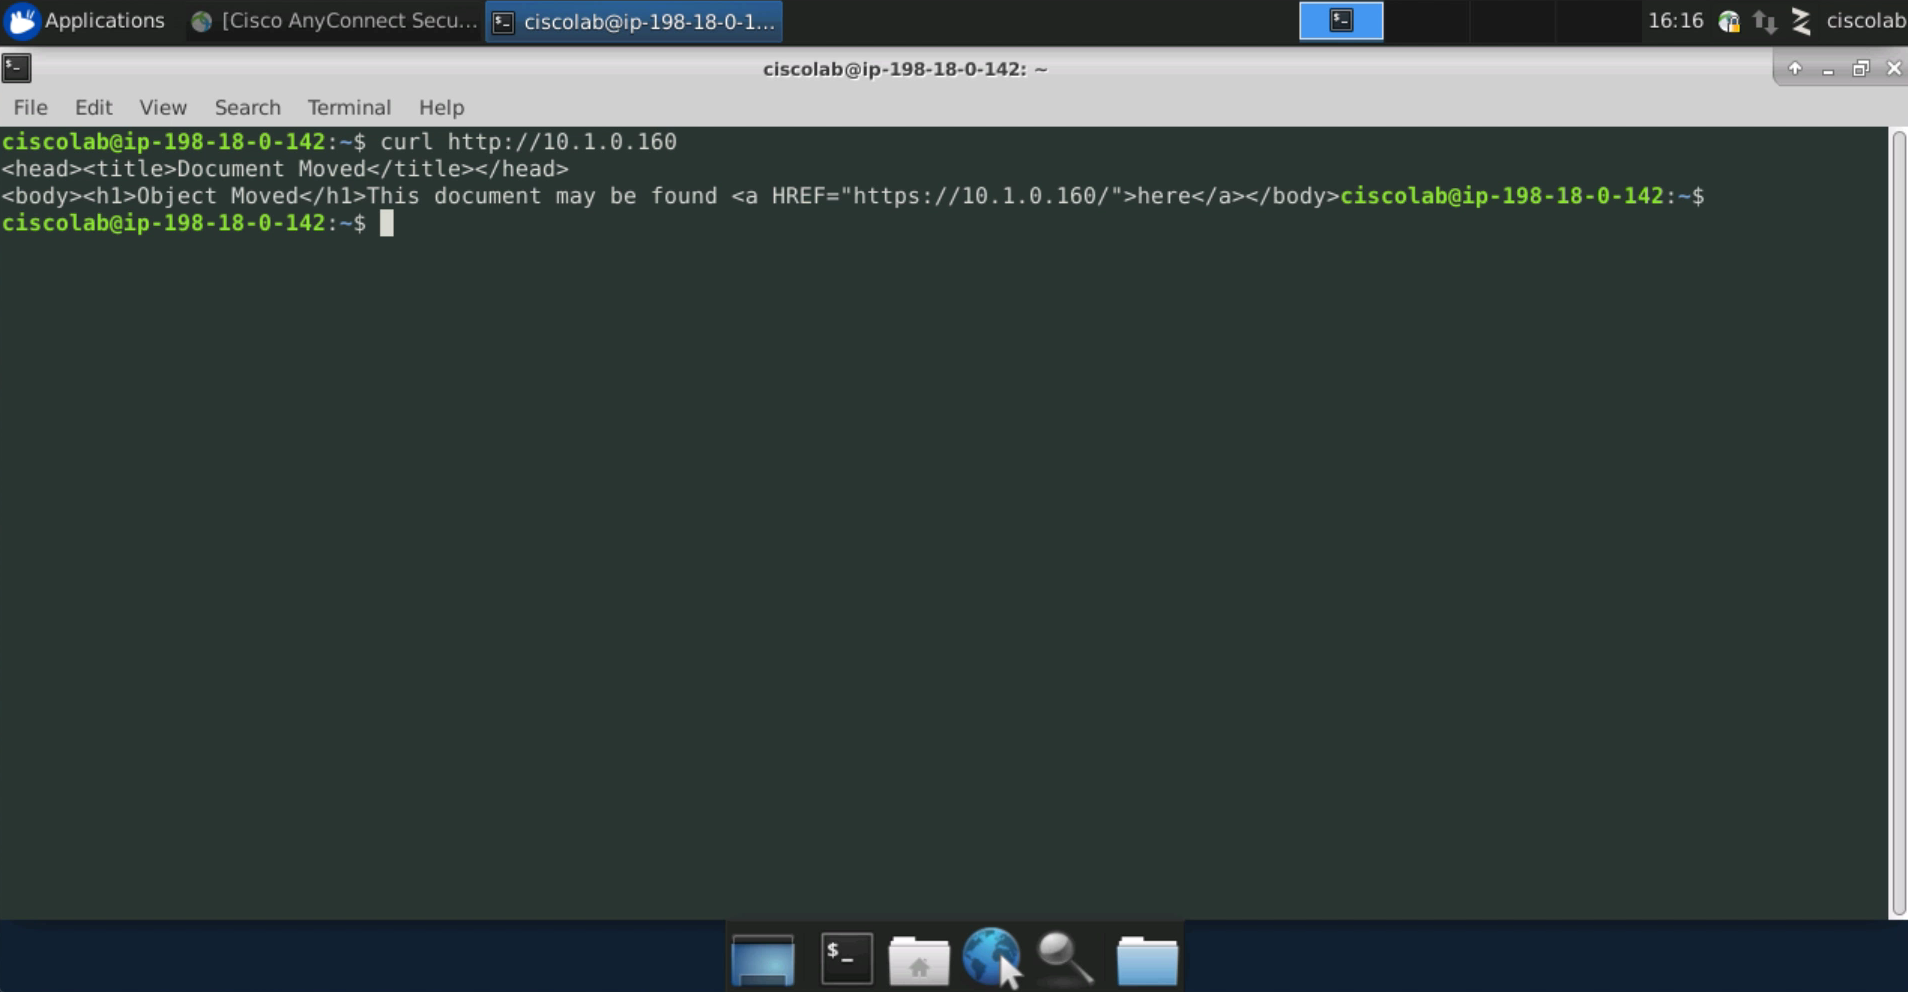 Applications [Cisco AnyConnect Secu... ciscolab@ip-198-18-0-1... 16:16 ciscolab
ciscolab@ip-198-18-0-142: ~
File Edit View Search Terminal Help
ciscolab@ip-198-18-0-142:~$ curl http://10.1.0.160
<head><title>Document Moved</title></head>
<body><h1>Object Moved</h1>This document may be found <a HREF="https://10.1.0.160/">here</a></body>ciscolab@ip-198-18-0-142:~$
ciscolab@ip-198-18-0-142:~$